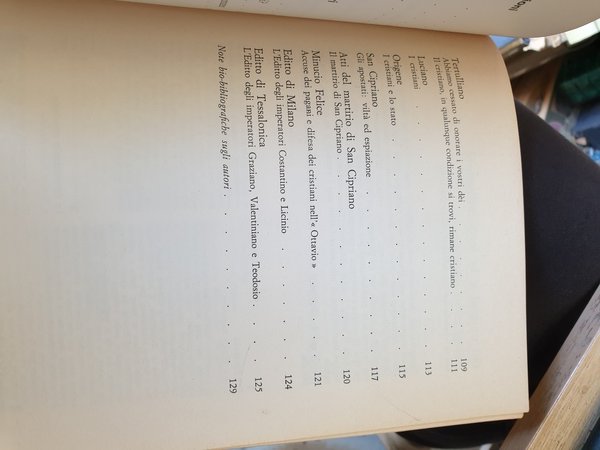 Tertulliano
Abbiamo cessato di onorare i vostri dèi . . . . . . . 109
Il cristiano, in qualunque condizione si trovi, rimane cristiano . 111
Luciano
I cristiani . . . . . . . . . . 113
Origene
I cristiani e lo stato . . . . . . . . . 115
San Cipriano
Gli apostati: viltà ed espiazione . . . . . . . 117
Atti del martirio di San Cipriano
Il martirio di San Cipriano . . . . . . . . 120
Minucio Felice
Accuse dei pagani e difesa dei cristiani nell'« Ottavio » . . . 121
Editto di Milano
L'Editto degli imperatori Costantino e Licinio . . . . . 124
Editto di Tessalonica
L'Editto degli imperatori Graziano, Valentiniano e Teodosio . . 125
Note bio-bibliografiche sugli autori . . . . . . . 129